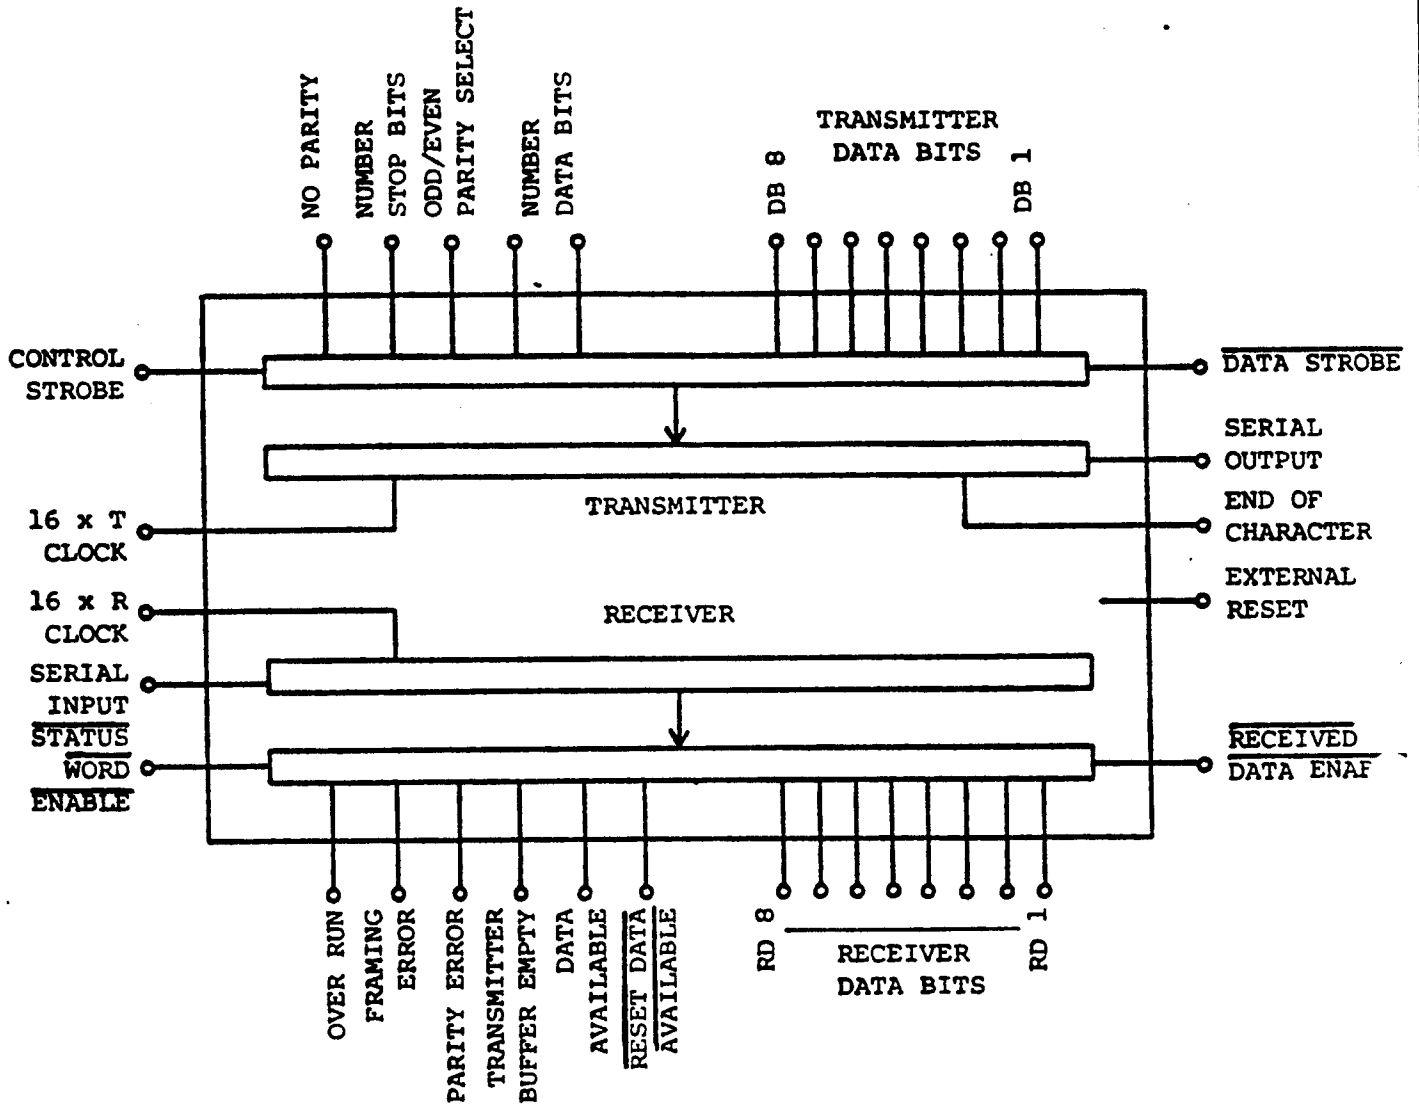 NO PARITY
NUMBER
STOP BITS
ODD/EVEN
PARITY SELECT
NUMBER
DATA BITS
TRANSMITTER
DATA BITS
DB 8
DB 1
CONTROL
STROBE
DATA STROBE
SERIAL
OUTPUT
TRANSMITTER
END OF
CHARACTER
16 x T
CLOCK
EXTERNAL
RESET
16 x R
CLOCK
RECEIVER
SERIAL
INPUT
STATUS
WORD
ENABLE
RECEIVED
DATA ENAF
OVER RUN
FRAMING
ERROR
PARITY ERROR
TRANSMITTER
BUFFER EMPTY
DATA
AVAILABLE
RESET DATA
AVAILABLE
RD 8
RECEIVER
DATA BITS
RD 1